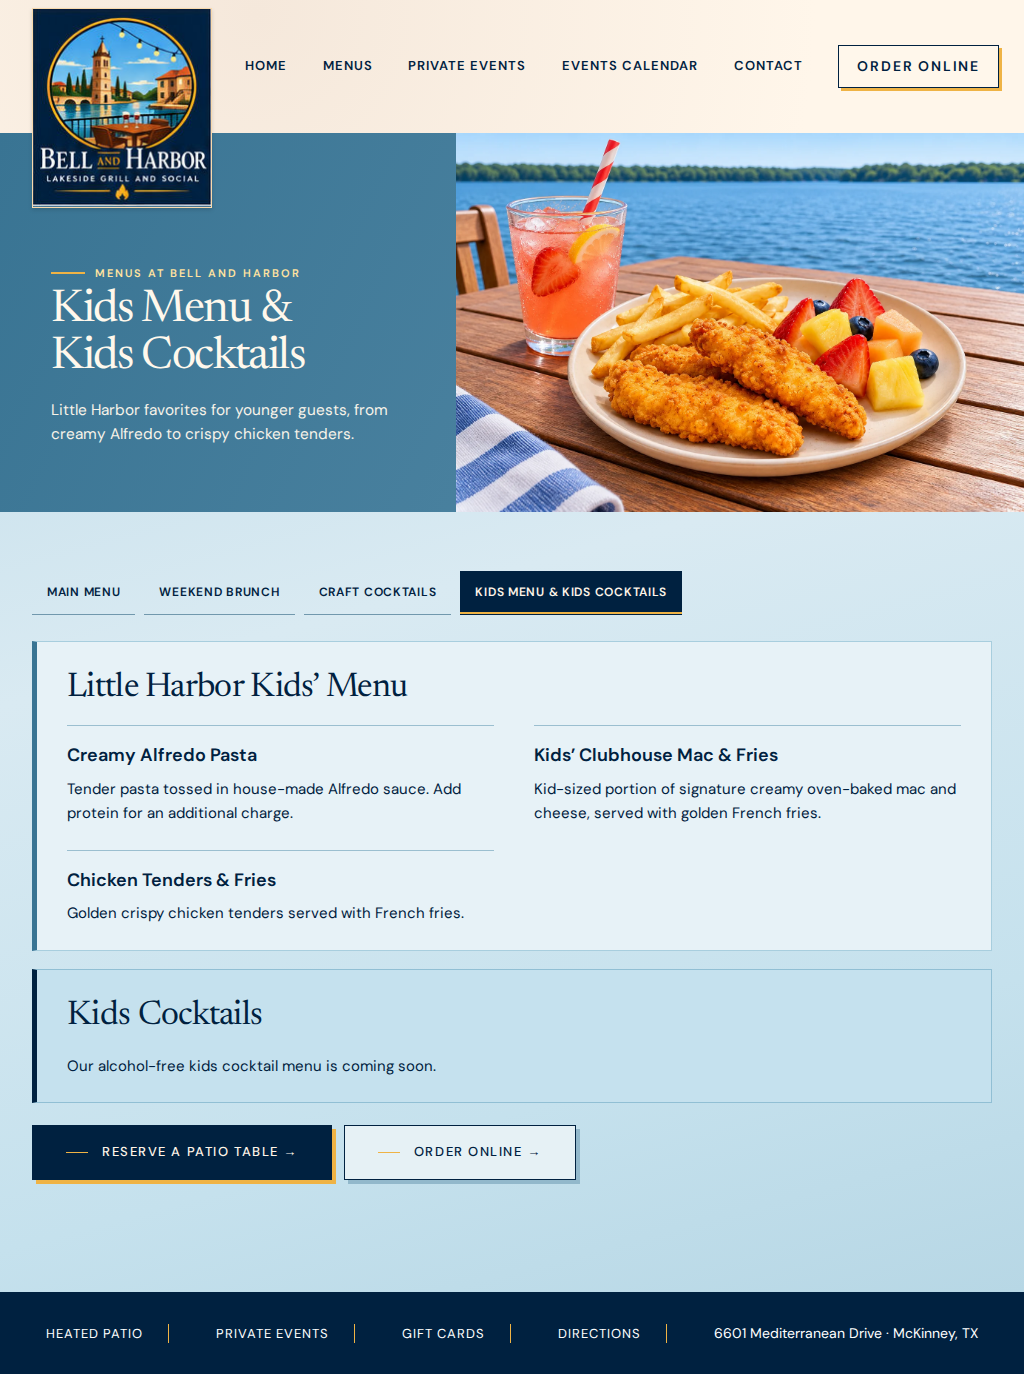 BELL AND HARBOR
LAKESIDE GRILL AND SOCIAL
HOME MENUS PRIVATE EVENTS EVENTS CALENDAR CONTACT ORDER ONLINE
MENUS AT BELL AND HARBOR
Kids Menu &
Kids Cocktails
Little Harbor favorites for younger guests, from
creamy Alfredo to crispy chicken tenders.
MAIN MENU WEEKEND BRUNCH CRAFT COCKTAILS KIDS MENU & KIDS COCKTAILS
Little Harbor Kids’ Menu
Creamy Alfredo Pasta
Tender pasta tossed in house-made Alfredo sauce. Add
protein for an additional charge.
Kids’ Clubhouse Mac & Fries
Kid-sized portion of signature creamy oven-baked mac and
cheese, served with golden French fries.
Chicken Tenders & Fries
Golden crispy chicken tenders served with French fries.
Kids Cocktails
Our alcohol-free kids cocktail menu is coming soon.
RESERVE A PATIO TABLE → ORDER ONLINE →
HEATED PATIO PRIVATE EVENTS GIFT CARDS DIRECTIONS 6601 Mediterranean Drive · McKinney, TX